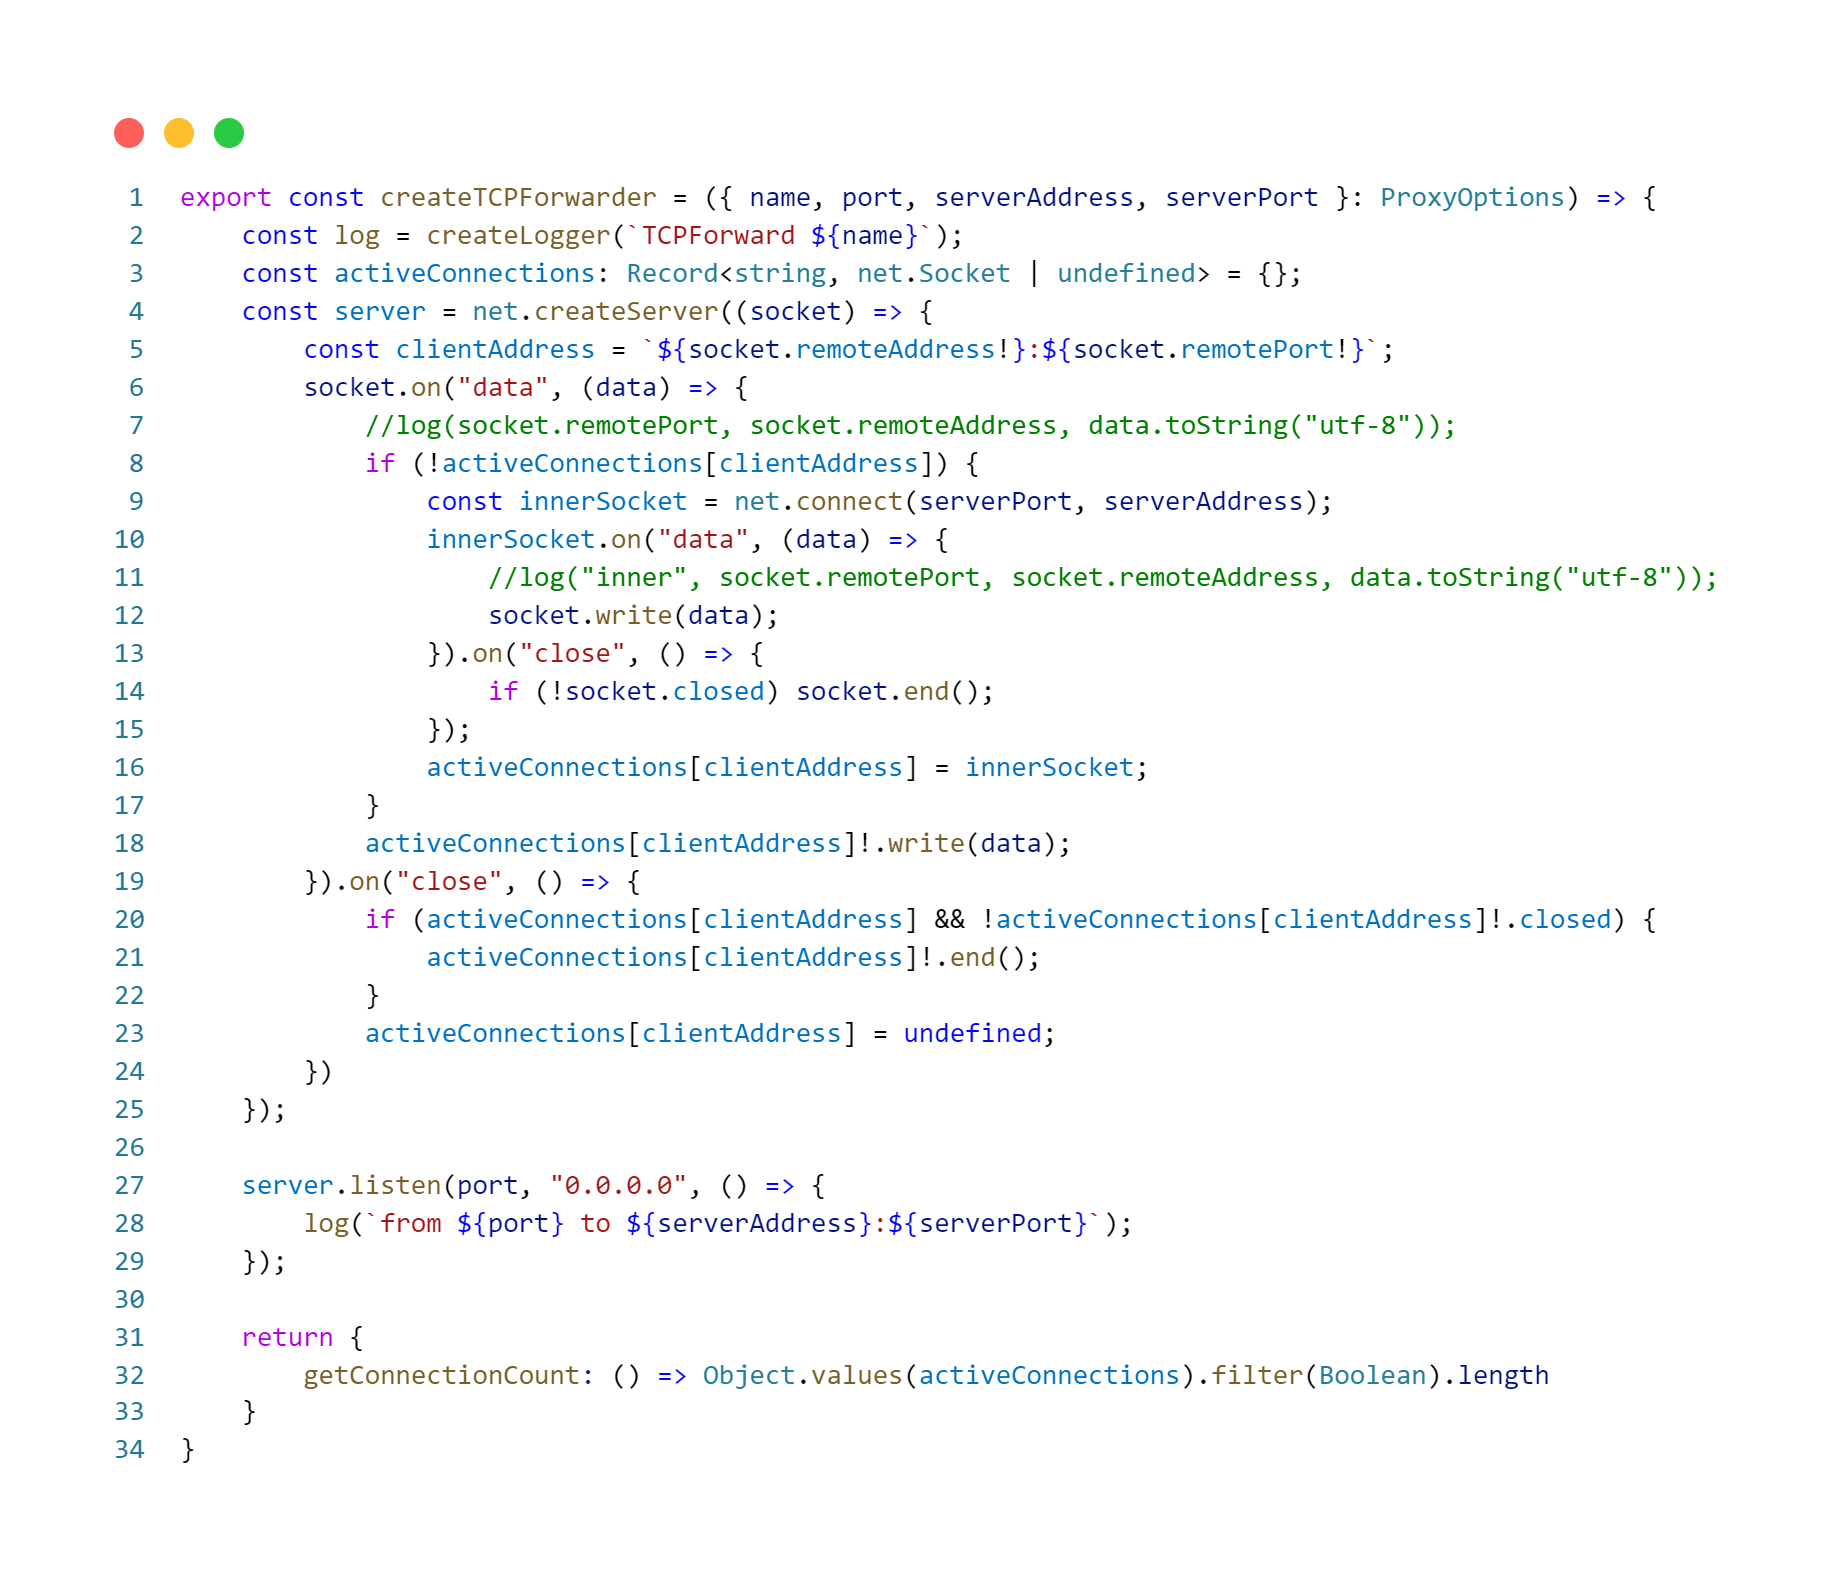 1 export const createTCPForwarder = ({ name, port, serverAddress, serverPort }: ProxyOptions) => {
2     const log = createLogger(`TCPForward ${name}`);
3     const activeConnections: Record<string, net.Socket | undefined> = {};
4     const server = net.createServer((socket) => {
5         const clientAddress = `${socket.remoteAddress!}:${socket.remotePort!}`;
6         socket.on("data", (data) => {
7             //log(socket.remotePort, socket.remoteAddress, data.toString("utf-8"));
8             if (!activeConnections[clientAddress]) {
9                 const innerSocket = net.connect(serverPort, serverAddress);
10                 innerSocket.on("data", (data) => {
11                     //log("inner", socket.remotePort, socket.remoteAddress, data.toString("utf-8"));
12                     socket.write(data);
13                 }).on("close", () => {
14                     if (!socket.closed) socket.end();
15                 });
16                 activeConnections[clientAddress] = innerSocket;
17             }
18             activeConnections[clientAddress]!.write(data);
19         }).on("close", () => {
20             if (activeConnections[clientAddress] && !activeConnections[clientAddress]!.closed) {
21                 activeConnections[clientAddress]!.end();
22             }
23             activeConnections[clientAddress] = undefined;
24         })
25     });
26
27     server.listen(port, "0.0.0.0", () => {
28         log(`from ${port} to ${serverAddress}:${serverPort}`);
29     });
30
31     return {
32         getConnectionCount: () => Object.values(activeConnections).filter(Boolean).length
33     }
34 }